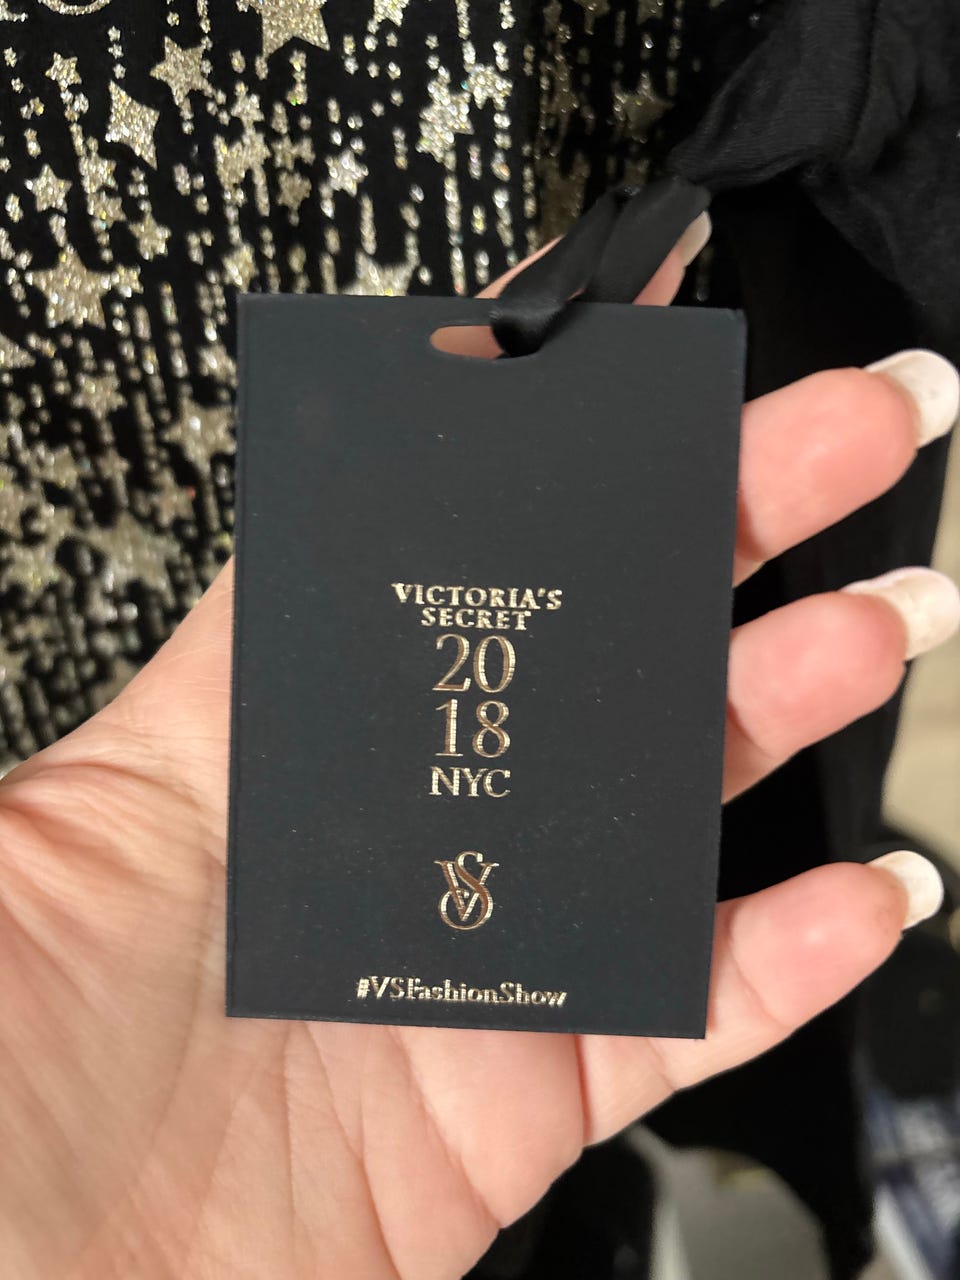 VICTORIA'S
SECRET
20
18
NYC
VS
#VSFashionShow